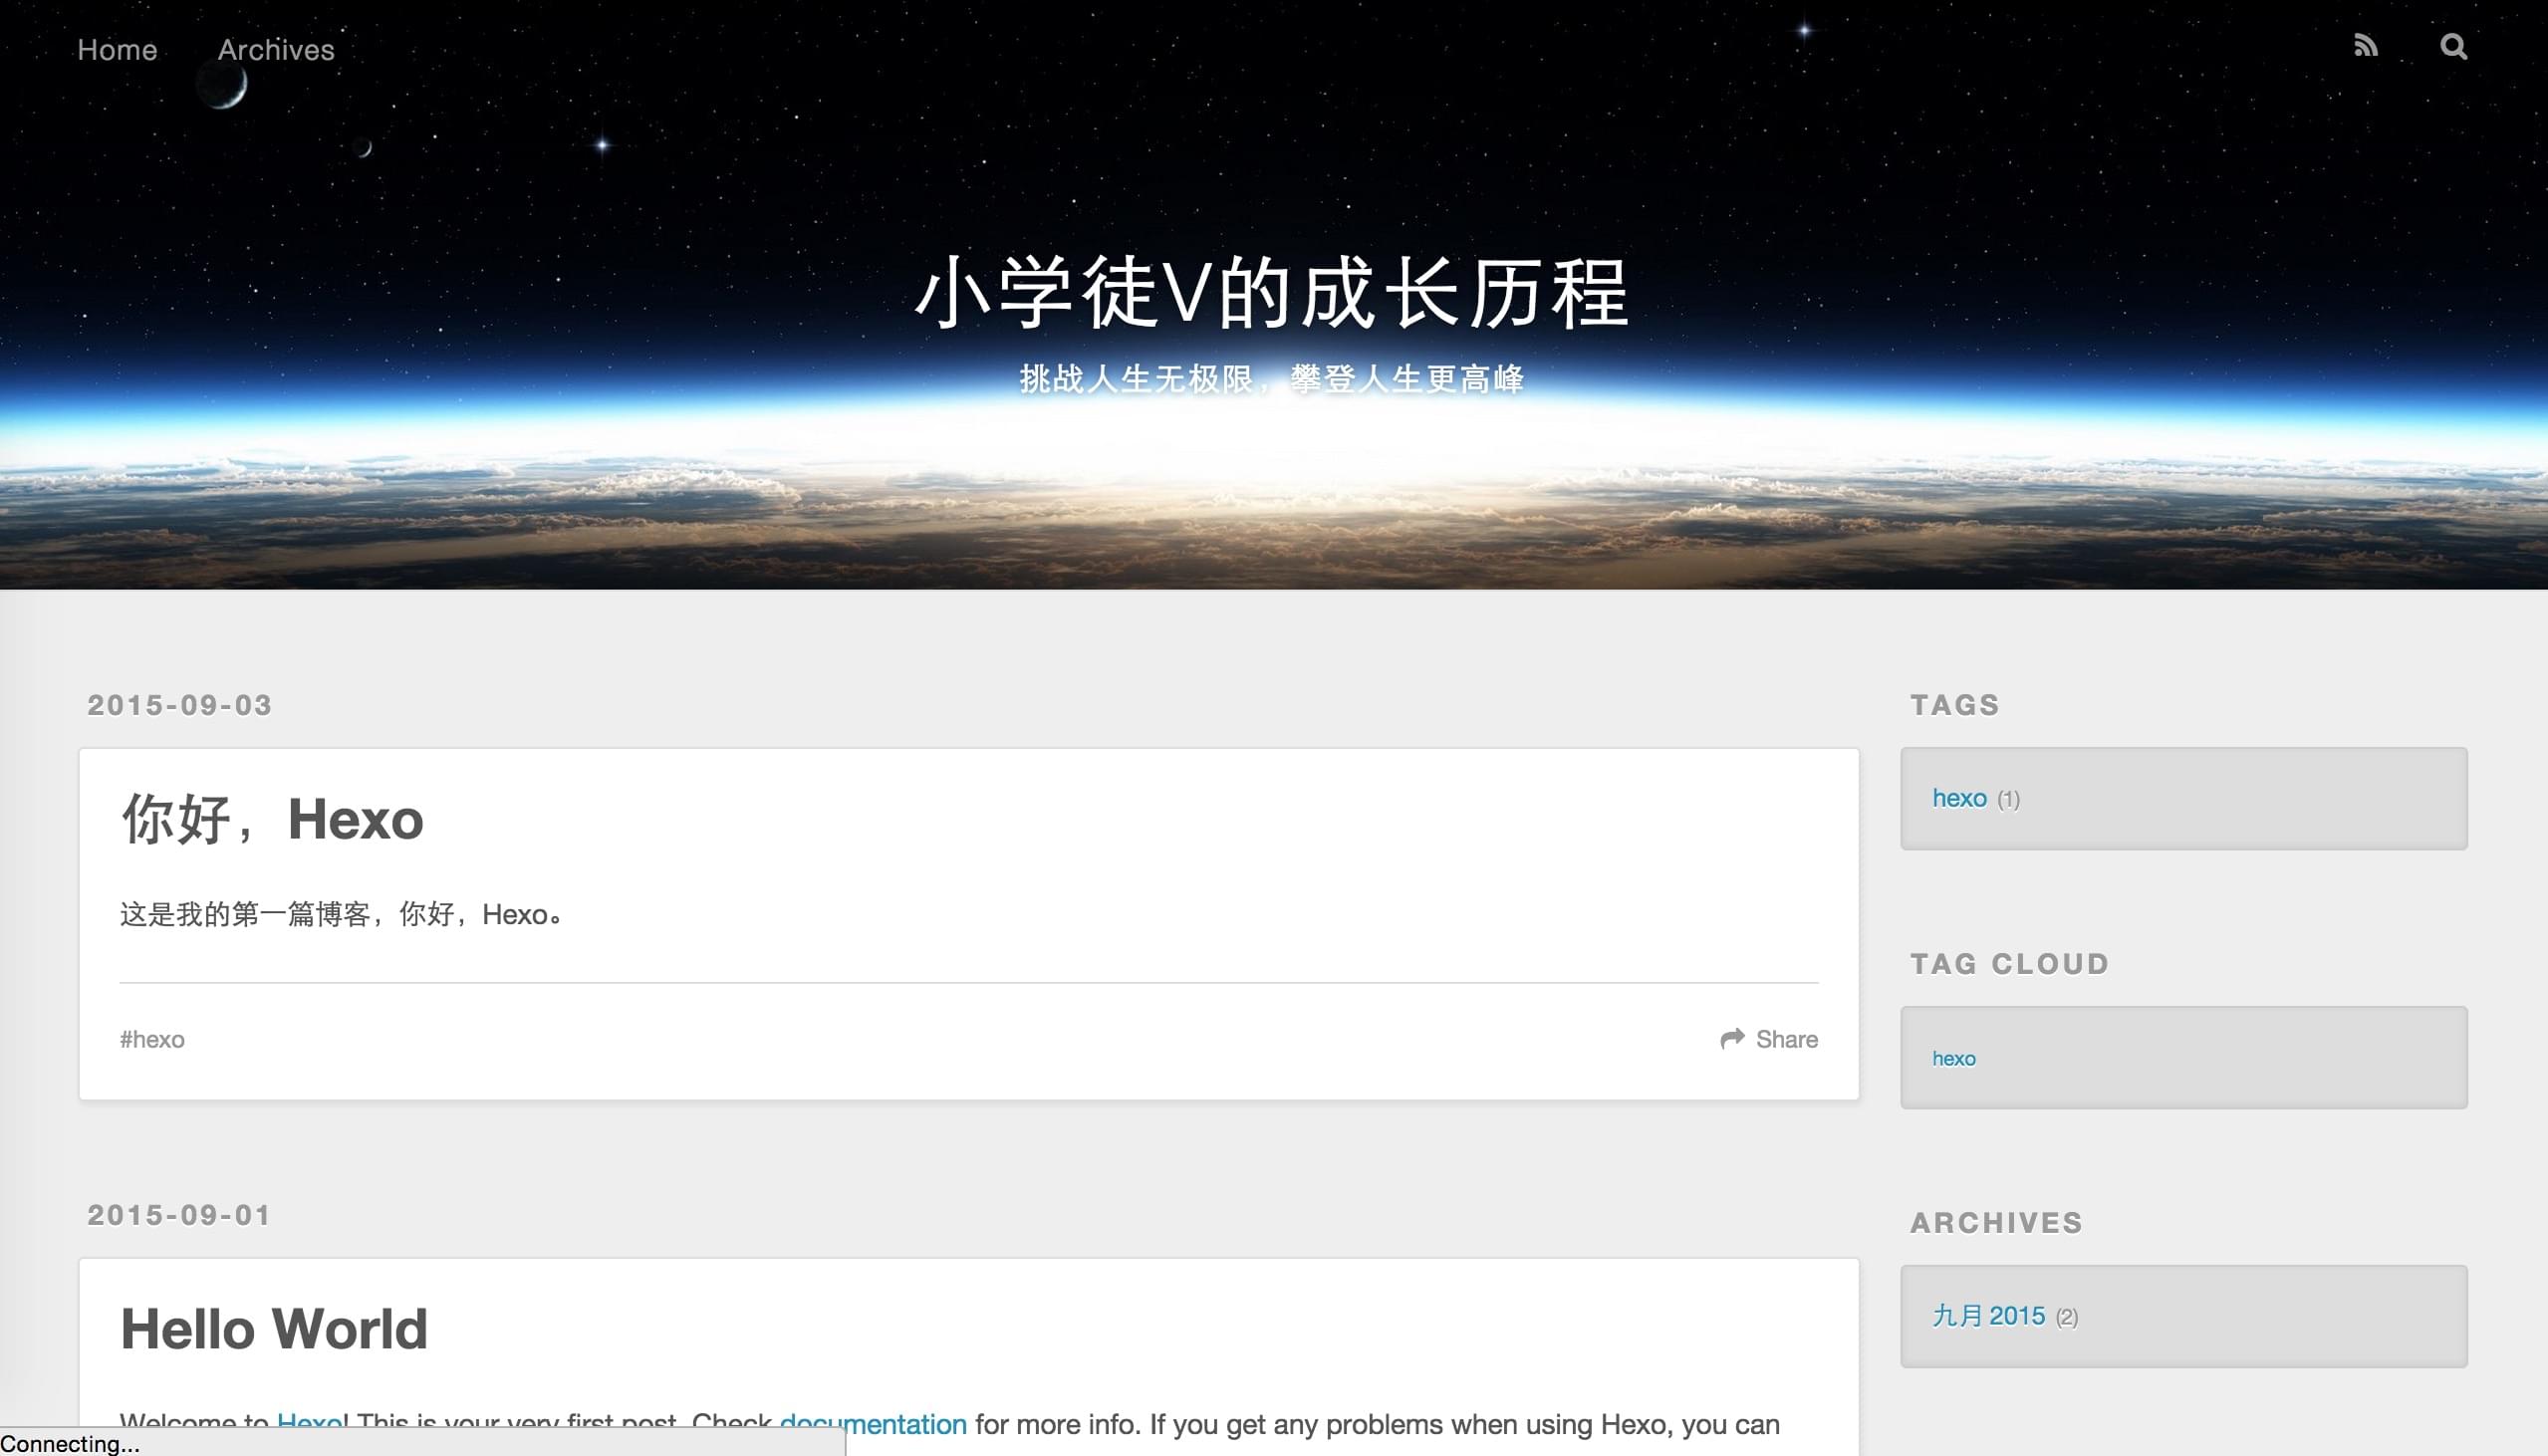 Home
Archives
小学徒V的成长历程
挑战人生无极限，攀登人生更高峰
2015-09-03
你好，Hexo
这是我的第一篇博客，你好，Hexo。
#hexo
Share
2015-09-01
Hello World
Welcome to Hexo! This is your very first post. Check documentation for more info. If you get any problems when using Hexo, you can
TAGS
hexo (1)
TAG CLOUD
hexo
ARCHIVES
九月 2015 (2)
Connecting...